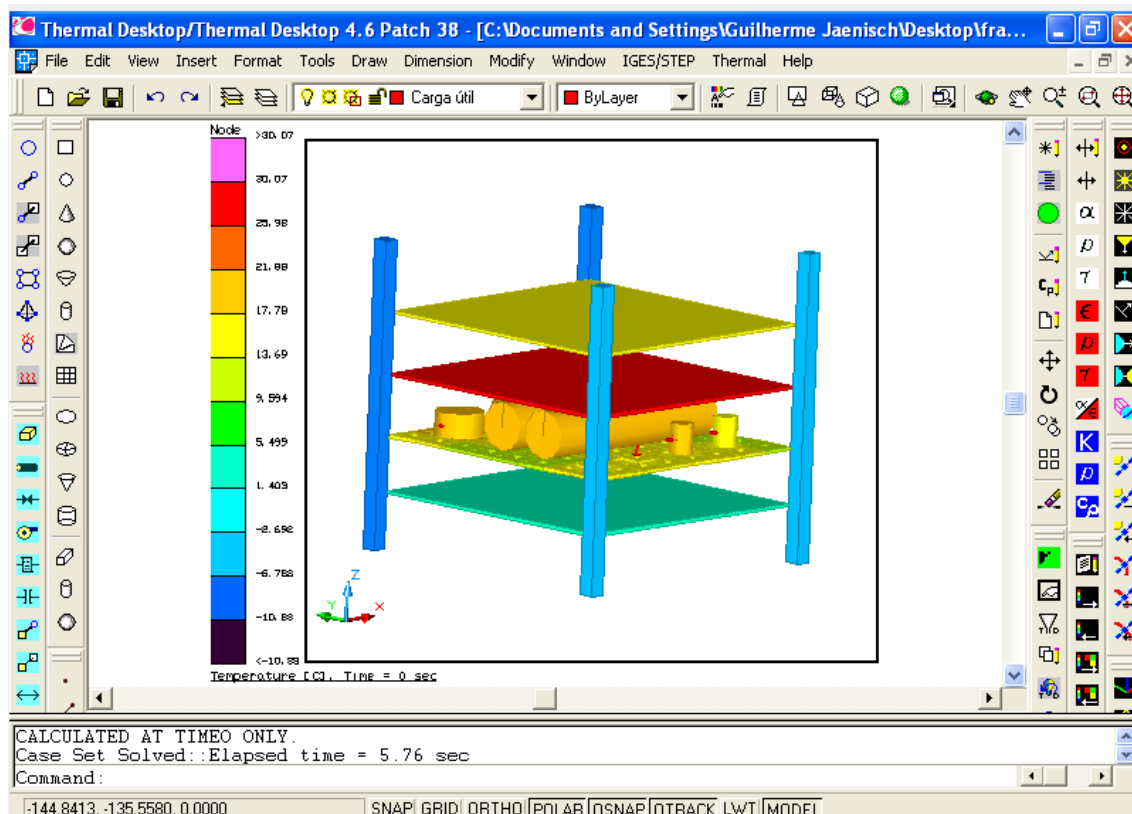 Thermal Desktop/Thermal Desktop 4.6 Patch 38 - [C:\Documents and Settings\Guilherme Jaenisch\Desktop\fra...
File Edit View Insert Format Tools Draw Dimension Modify Window IGES/STEP Thermal Help
Carga útil ByLayer
Node
>30.07
30.07
25.98
21.88
17.79
13.69
9.594
5.499
1.403
-2.692
-6.788
-10.88
<-10.88
Temperature [C], Time = 0 sec
Z
Y
X
CALCULATED AT TIMEO ONLY.
Case Set Solved::Elapsed time = 5.76 sec
Command:
-144.8413, -135.5580, 0.0000 SNAP GRID ORTHO POLAR OSNAP OTRACK LWT MODEL